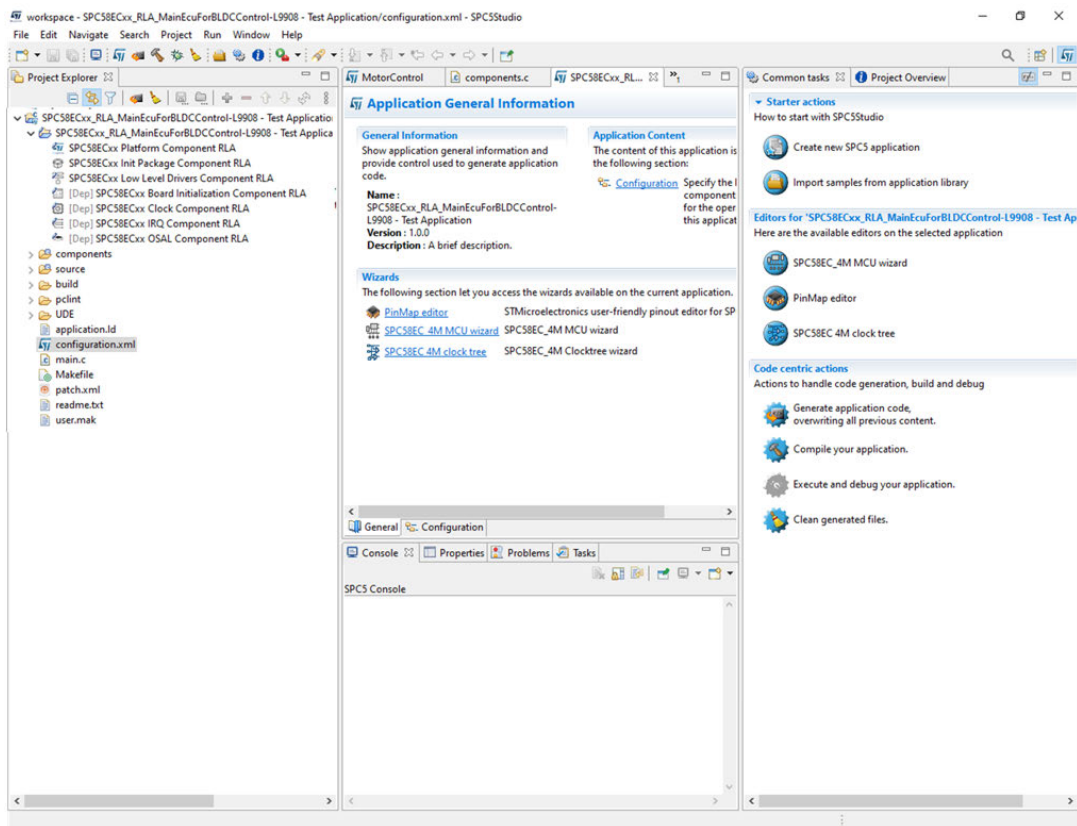 workspace - SPC58ECxx_RLA_MainEcuForBLDCControl-L9908 - Test Application/configuration.xml - SPC5Studio
File Edit Navigate Search Project Run Window Help
Project Explorer
SPC58ECxx_RLA_MainEcuForBLDCControl-L9908 - Test Applicatio
SPC58ECxx_RLA_MainEcuForBLDCControl-L9908 - Test Applica
SPC58ECxx Platform Component RLA
SPC58ECxx Init Package Component RLA
SPC58ECxx Low Level Drivers Component RLA
[Dep] SPC58ECxx Board Initialization Component RLA
[Dep] SPC58ECxx Clock Component RLA
[Dep] SPC58ECxx IRQ Component RLA
[Dep] SPC58ECxx OSAL Component RLA
components
source
build
pclint
UDE
application.ld
configuration.xml
main.c
Makefile
patch.xml
readme.txt
user.mak
MotorControl
components.c
SPC58ECxx_RL...
»1
Application General Information
General Information
Show application general information and
provide control used to generate application
code.
Name :
SPC58ECxx_RLA_MainEcuForBLDCControl-
L9908 - Test Application
Version : 1.0.0
Description : A brief description.
Application Content
The content of this application is
the following section:
Configuration Specify the l
component
for the oper
this applicat
Wizards
The following section let you access the wizards available on the current application.
PinMap editor STMicroelectronics user-friendly pinout editor for SP
SPC58EC_4M MCU wizard SPC58EC_4M MCU wizard
SPC58EC 4M clock tree SPC58EC_4M Clocktree wizard
General Configuration
Console Properties Problems Tasks
SPC5 Console
Common tasks Project Overview
Starter actions
How to start with SPC5Studio
Create new SPC5 application
Import samples from application library
Editors for 'SPC58ECxx_RLA_MainEcuForBLDCControl-L9908 - Test Ap
Here are the available editors on the selected application
SPC58EC_4M MCU wizard
PinMap editor
SPC58EC 4M clock tree
Code centric actions
Actions to handle code generation, build and debug
Generate application code,
overwriting all previous content.
Compile your application.
Execute and debug your application.
Clean generated files.